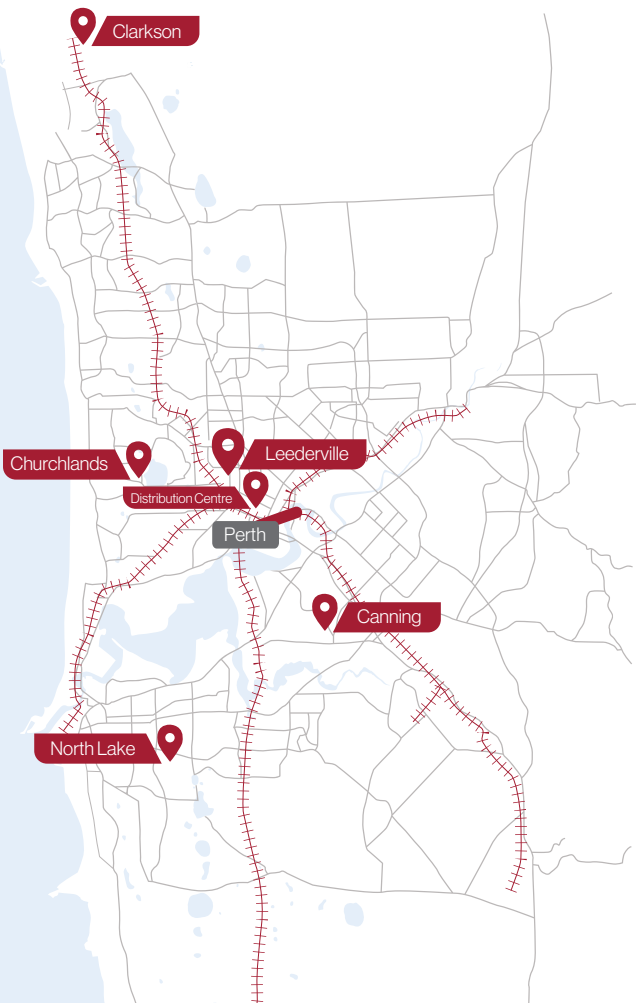 Clarkson
Leederville
Churchlands
Distribution Centre
Perth
Canning
North Lake